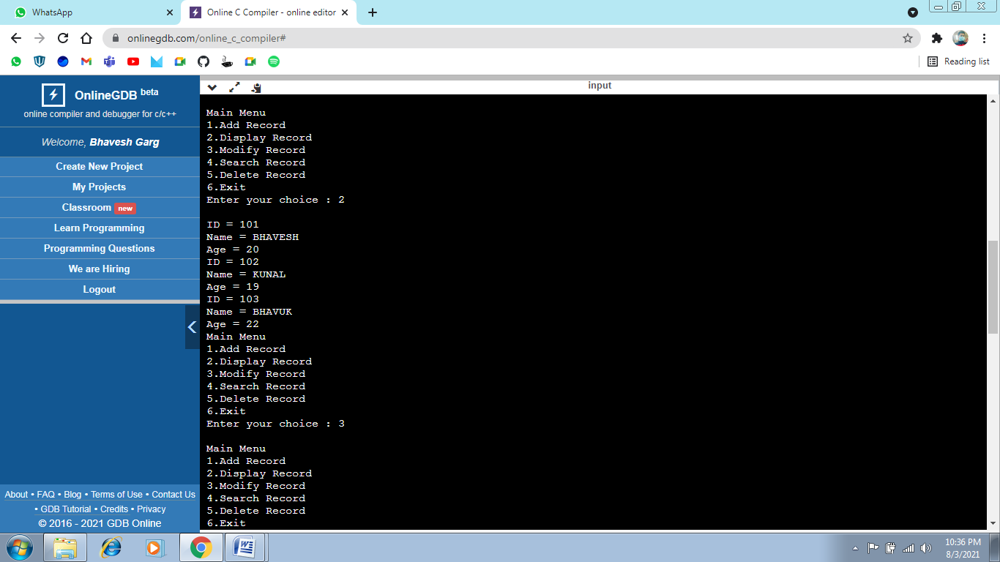 WhatsApp
Online C Compiler - online editor
onlinegdb.com/online_c_compiler#
Reading list
OnlineGDB beta
online compiler and debugger for c/c++
Welcome, Bhavesh Garg
Create New Project
My Projects
Classroom new
Learn Programming
Programming Questions
We are Hiring
Logout
About • FAQ • Blog • Terms of Use • Contact Us
• GDB Tutorial • Credits • Privacy
© 2016 - 2021 GDB Online
input
Main Menu
1.Add Record
2.Display Record
3.Modify Record
4.Search Record
5.Delete Record
6.Exit
Enter your choice : 2
ID = 101
Name = BHAVESH
Age = 20
ID = 102
Name = KUNAL
Age = 19
ID = 103
Name = BHAVUK
Age = 22
Main Menu
1.Add Record
2.Display Record
3.Modify Record
4.Search Record
5.Delete Record
6.Exit
Enter your choice : 3
Main Menu
1.Add Record
2.Display Record
3.Modify Record
4.Search Record
5.Delete Record
6.Exit
10:36 PM
8/3/2021